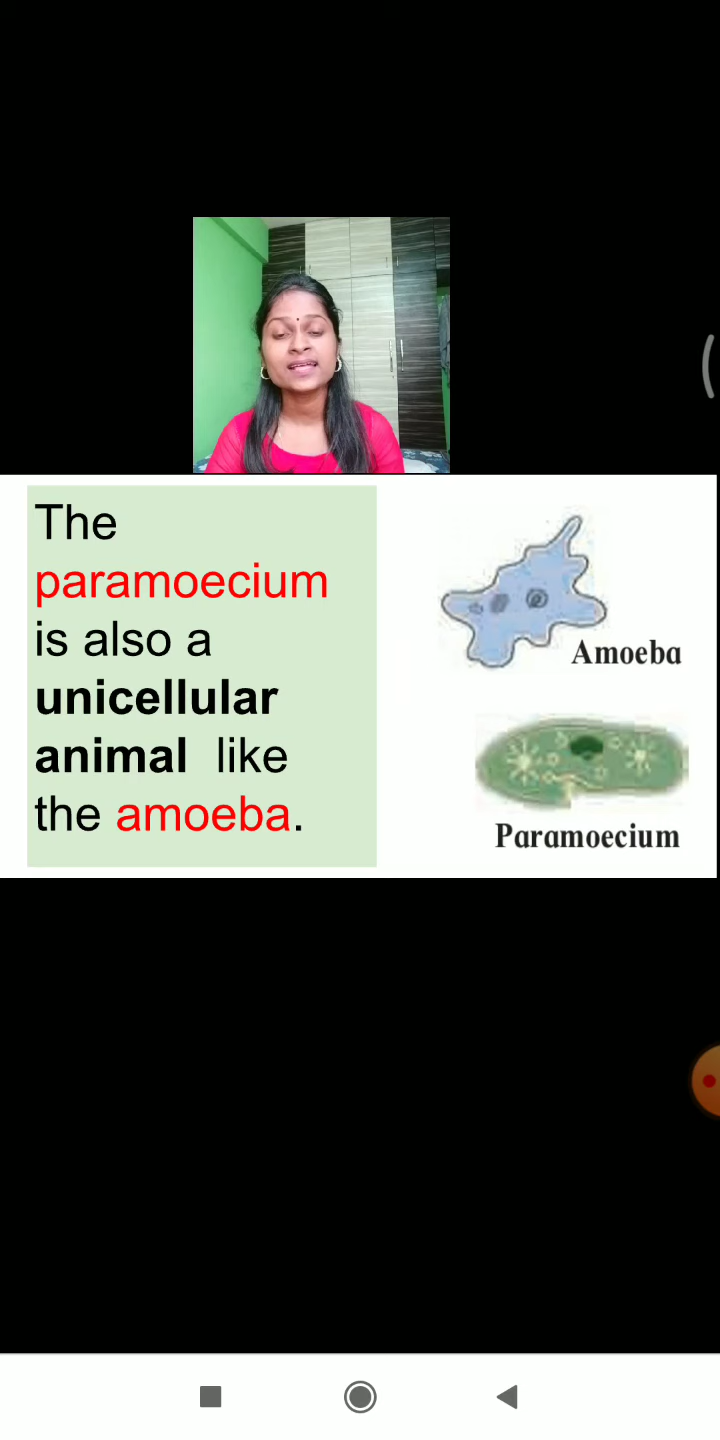 The
paramoecium
is also a
unicellular
animal like
the amoeba.
Amoeba
Paramoecium